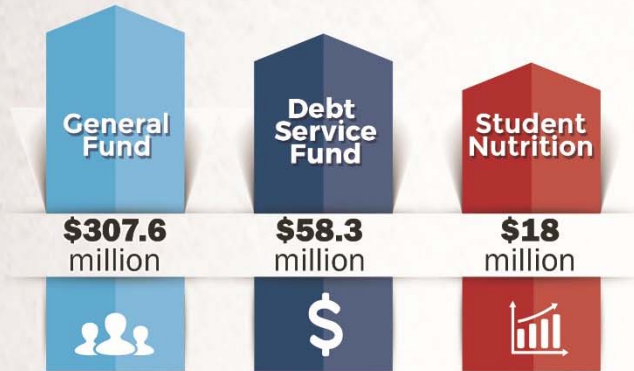 General
Fund
$307.6
million
Debt
Service
Fund
$58.3
million
$
Student
Nutrition
$18
million